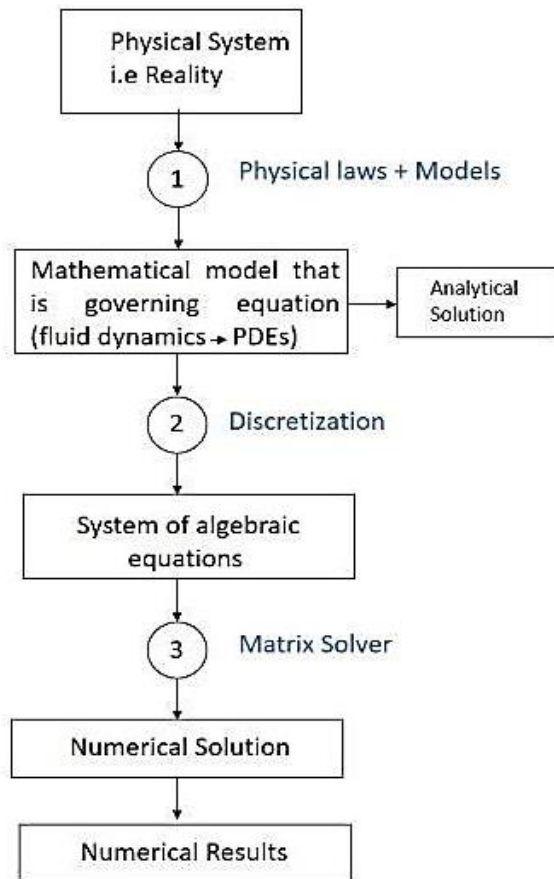 Physical System
i.e Reality
1
Physical laws + Models
Mathematical model that
is governing equation
(fluid dynamics → PDEs)
Analytical
Solution
2
Discretization
System of algebraic
equations
3
Matrix Solver
Numerical Solution
Numerical Results